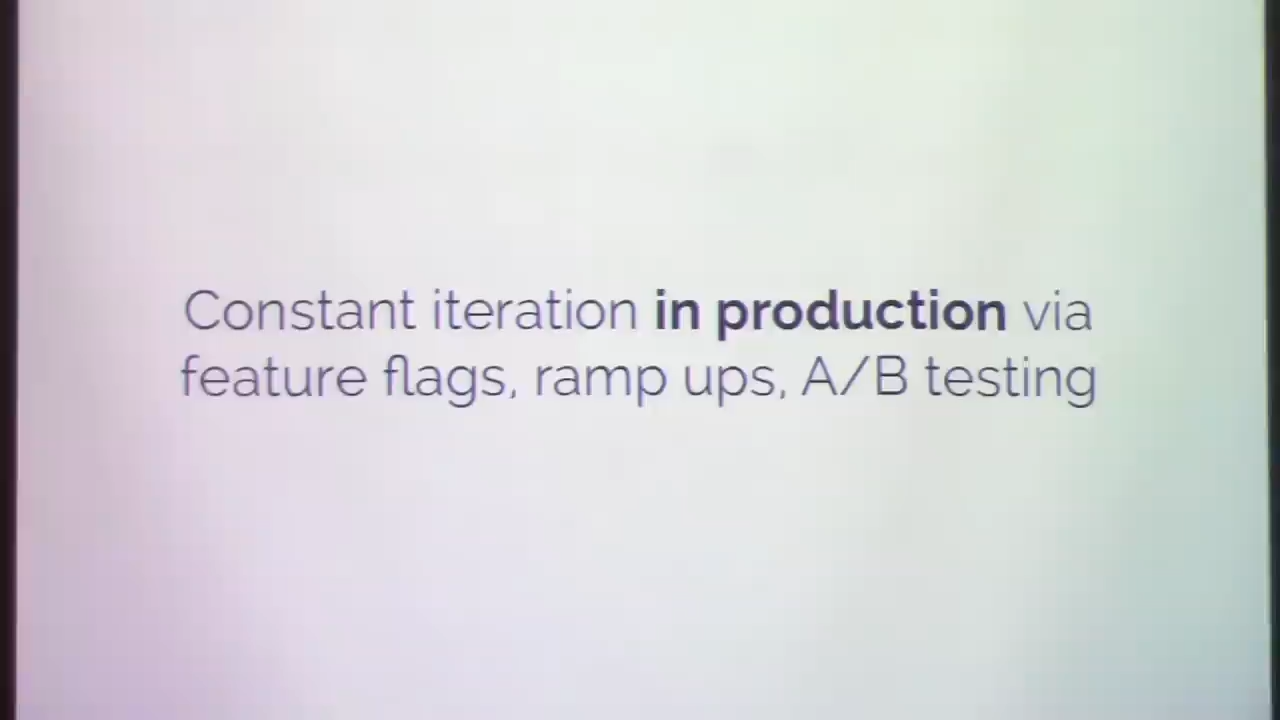 Constant iteration in production via
feature flags, ramp ups, A/B testing